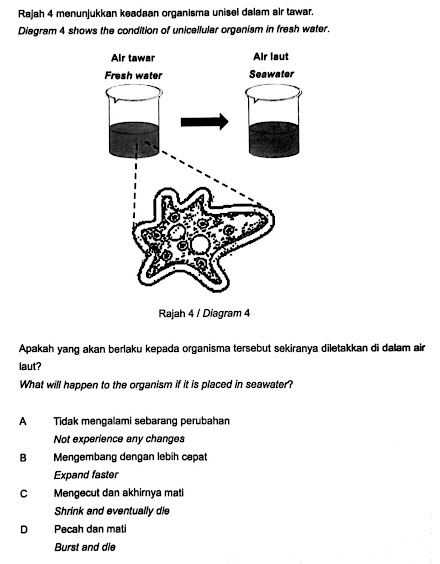 Rajah 4 menunjukkan keadaan organisma unisel dalam air tawar.
Diagram 4 shows the condition of unicellular organism in fresh water.
Air tawar
Fresh water
Air laut
Seawater
Rajah 4 / Diagram 4
Apakah yang akan berlaku kepada organisma tersebut sekiranya diletakkan di dalam air
laut?
What will happen to the organism if it is placed in seawater?
A Tidak mengalami sebarang perubahan
Not experience any changes
B Mengembang dengan lebih cepat
Expand faster
C Mengecut dan akhirnya mati
Shrink and eventually die
D Pecah dan mati
Burst and die